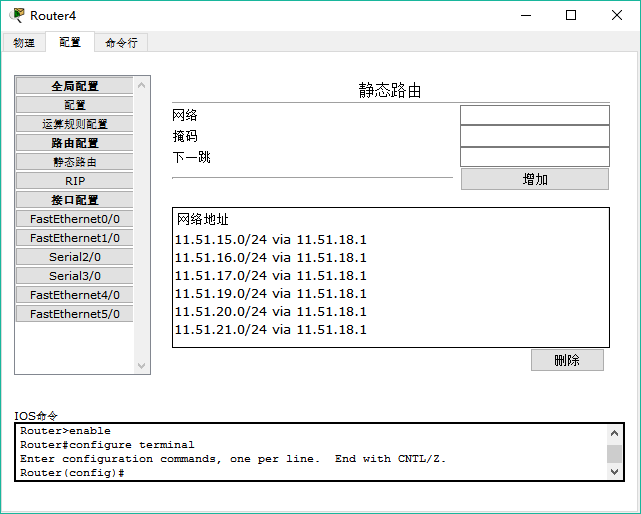 Router4
物理 配置 命令行
全局配置
配置
运算规则配置
路由配置
静态路由
RIP
接口配置
FastEthernet0/0
FastEthernet1/0
Serial2/0
Serial3/0
FastEthernet4/0
FastEthernet5/0
静态路由
网络
掩码
下一跳
增加
网络地址
11.51.15.0/24 via 11.51.18.1
11.51.16.0/24 via 11.51.18.1
11.51.17.0/24 via 11.51.18.1
11.51.19.0/24 via 11.51.18.1
11.51.20.0/24 via 11.51.18.1
11.51.21.0/24 via 11.51.18.1
删除
IOS命令
Router>enable
Router#configure terminal
Enter configuration commands, one per line.  End with CNTL/Z.
Router(config)#